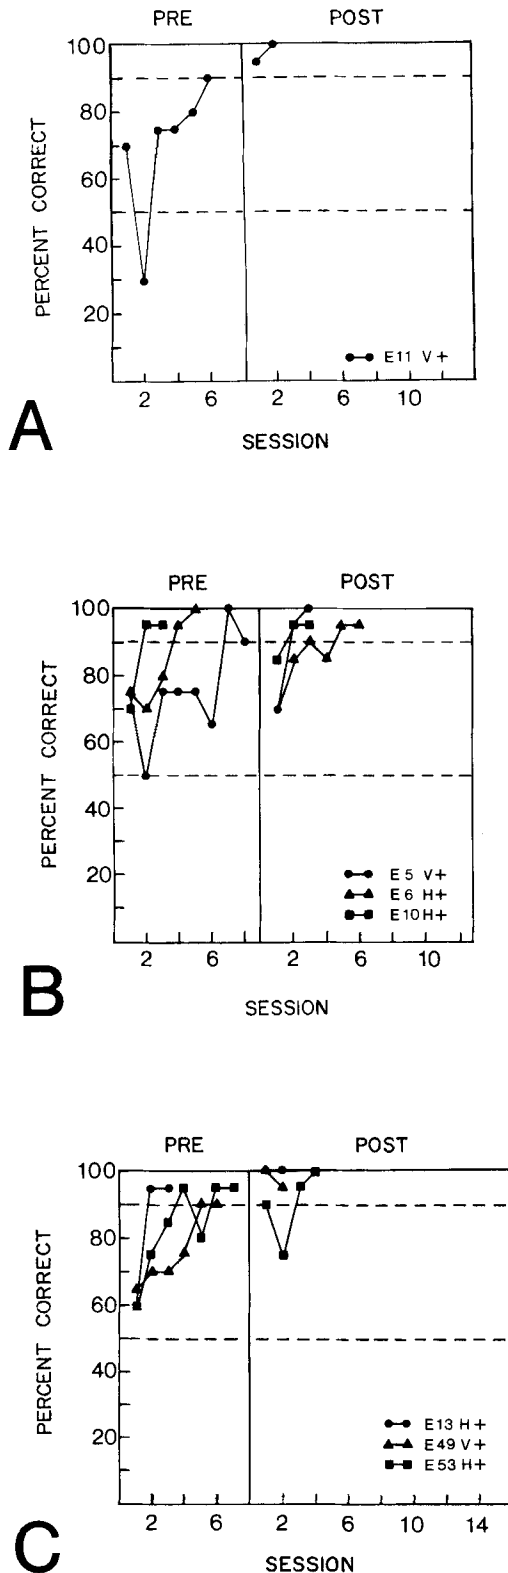 PRE POST
100
80
60
40
20
PERCENT CORRECT
E11 V+
2 6 2 6 10
SESSION
A
PRE POST
100
80
60
40
20
PERCENT CORRECT
E5 V+
E6 H+
E10 H+
2 6 2 6 10
SESSION
B
PRE POST
100
80
60
40
20
PERCENT CORRECT
E13 H+
E49 V+
E53 H+
2 6 2 6 10 14
SESSION
C